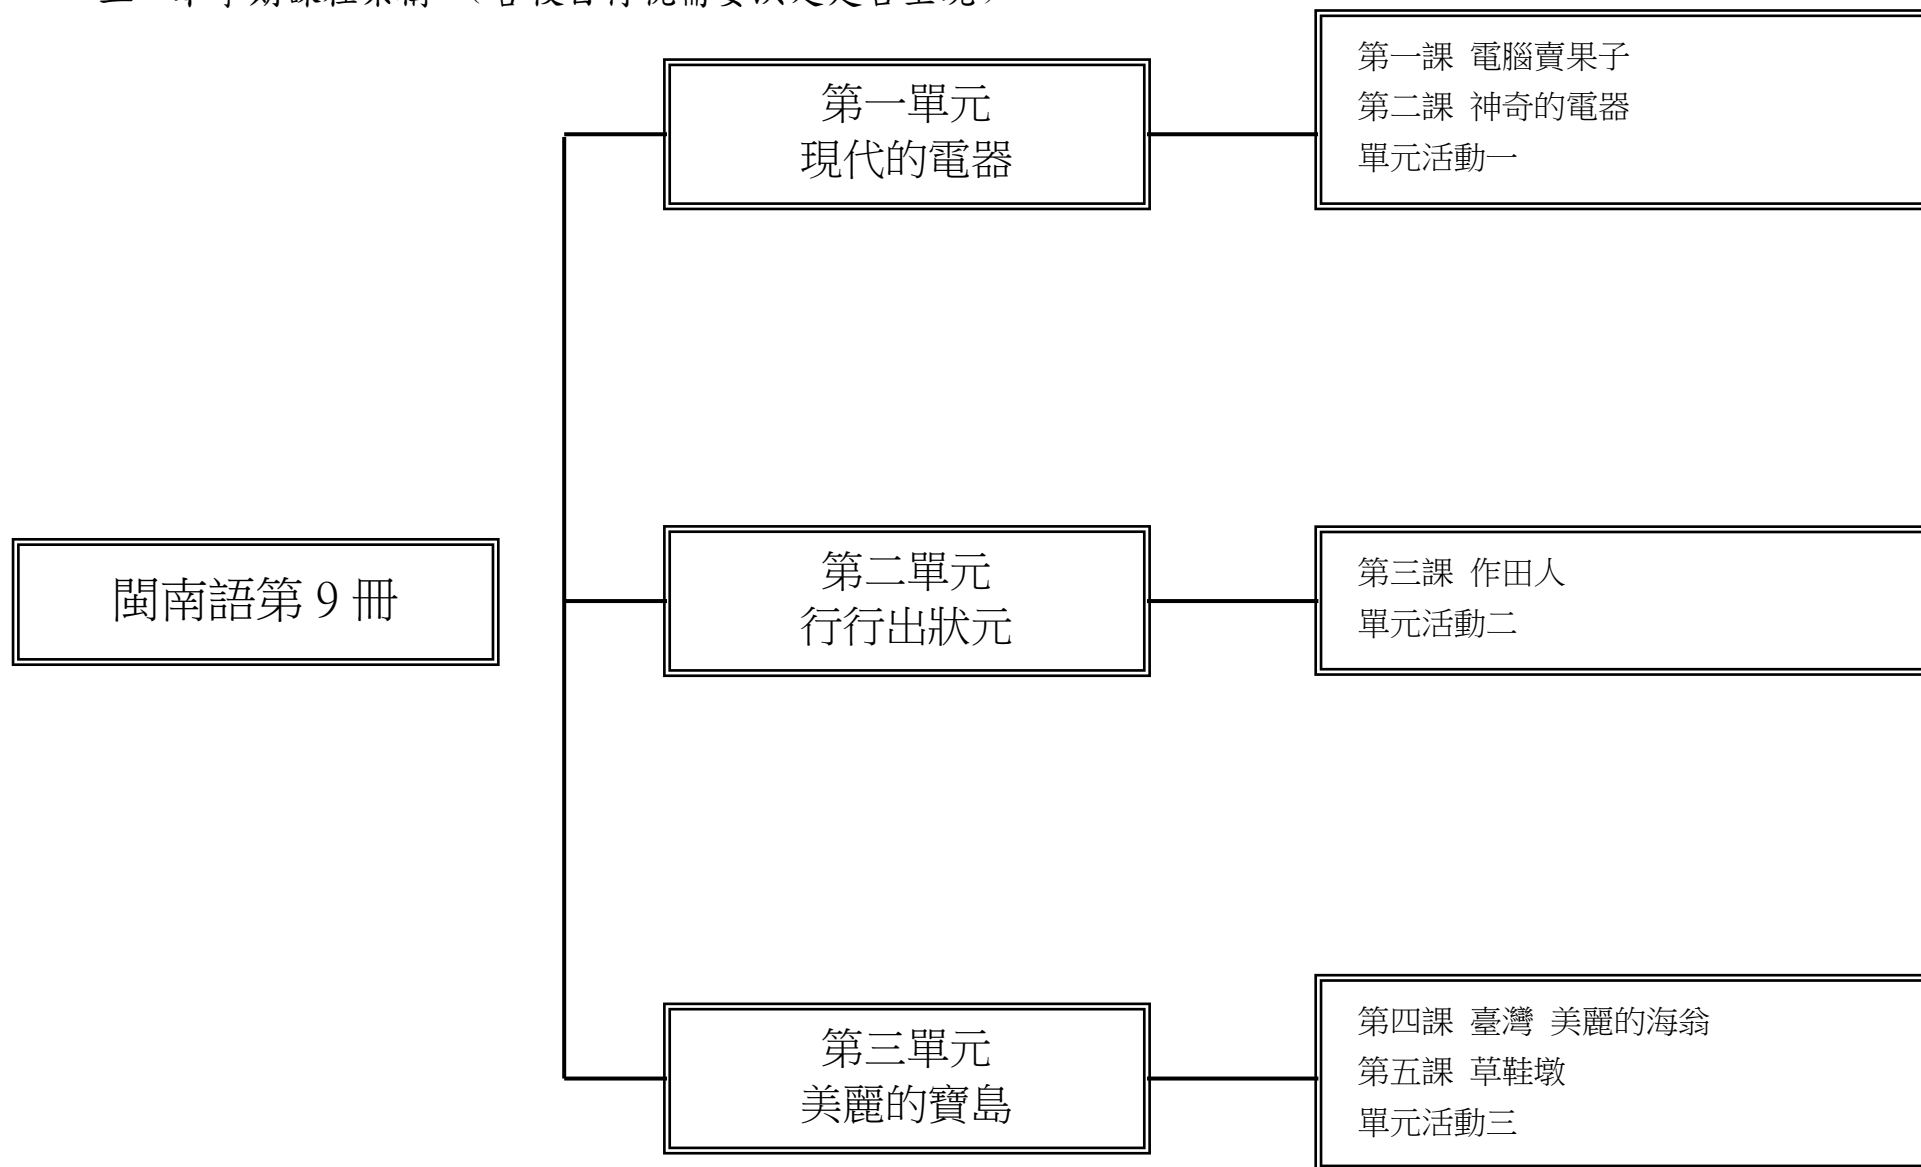 第一單元
現代的電器
第一課 電腦賣果子
第二課 神奇的電器
單元活動一
閩南語第 9 冊
第二單元
行行出狀元
第三課 作田人
單元活動二
第三單元
美麗的寶島
第四課 臺灣 美麗的海翁
第五課 草鞋墩
單元活動三